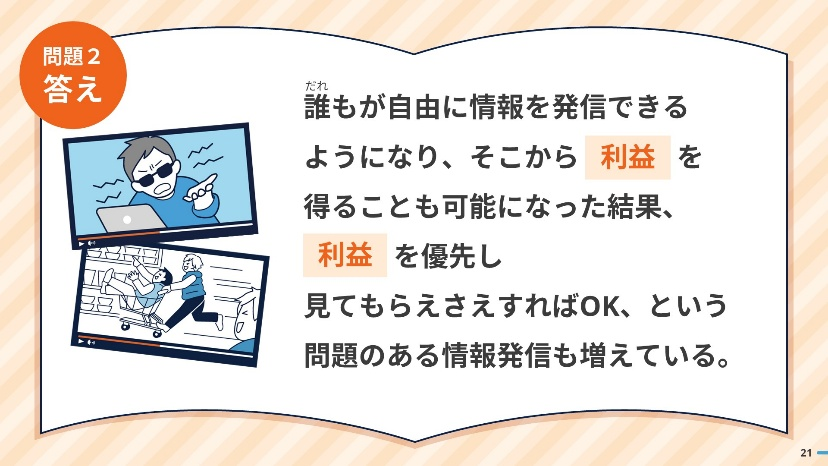 問題２
答え
だれ
誰もが自由に情報を発信できる
ようになり、そこから 利益 を
得ることも可能になった結果、
利益 を優先し
見てもらえさえすればOK、という
問題のある情報発信も増えている。
21